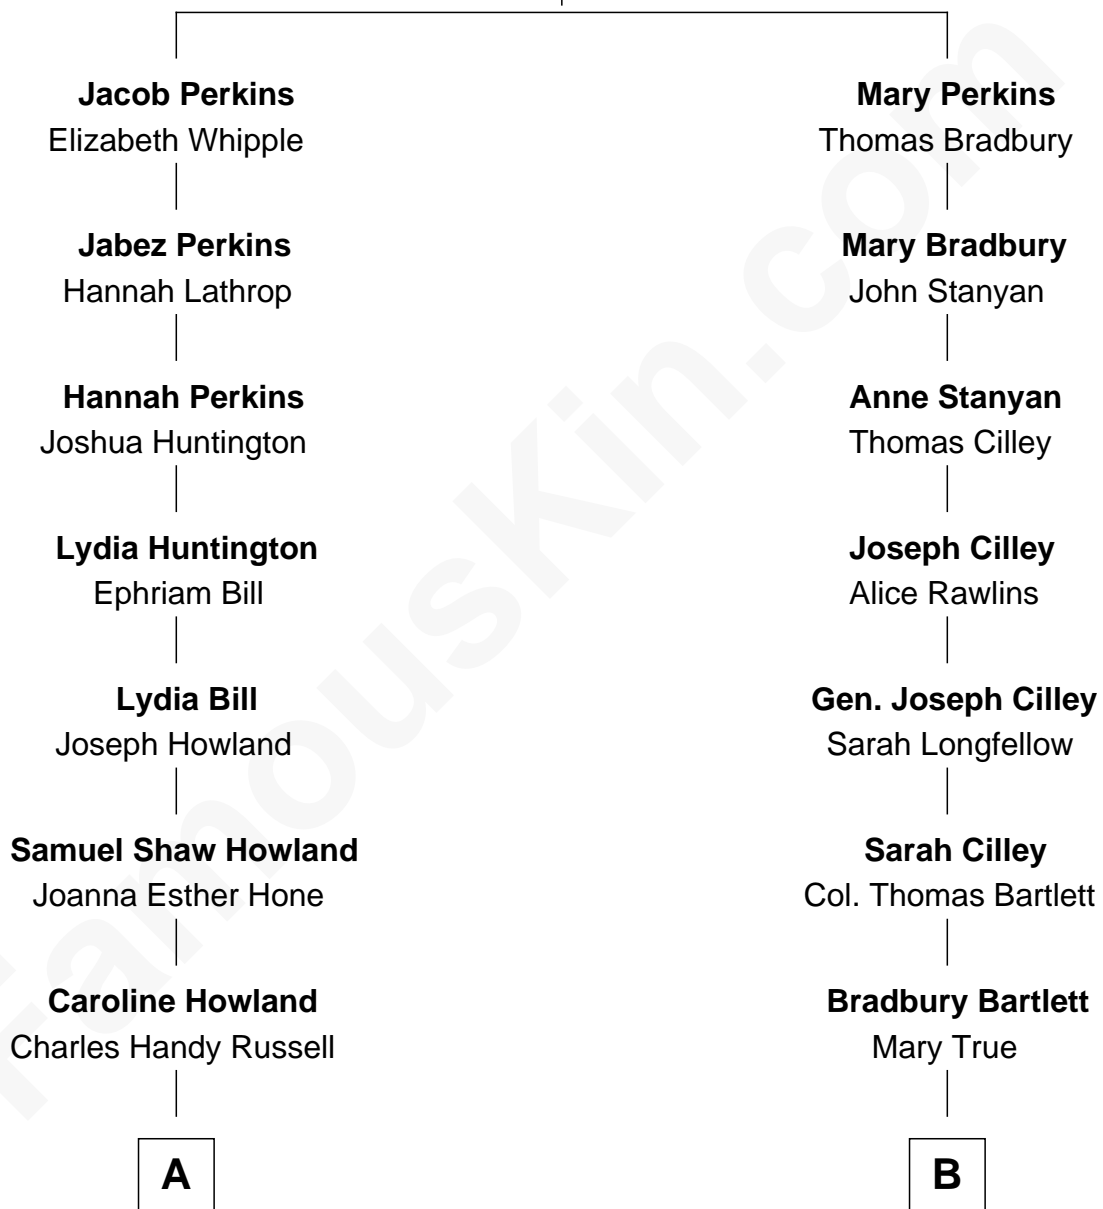 Jacob Perkins
Elizabeth Whipple
Jabez Perkins
Hannah Lathrop
Hannah Perkins
Joshua Huntington
Lydia Huntington
Ephriam Bill
Lydia Bill
Joseph Howland
Samuel Shaw Howland
Joanna Esther Hone
Caroline Howland
Charles Handy Russell
A
Mary Perkins
Thomas Bradbury
Mary Bradbury
John Stanyan
Anne Stanyan
Thomas Cilley
Joseph Cilley
Alice Rawlins
Gen. Joseph Cilley
Sarah Longfellow
Sarah Cilley
Col. Thomas Bartlett
Bradbury Bartlett
Mary True
B
FamousKin.com